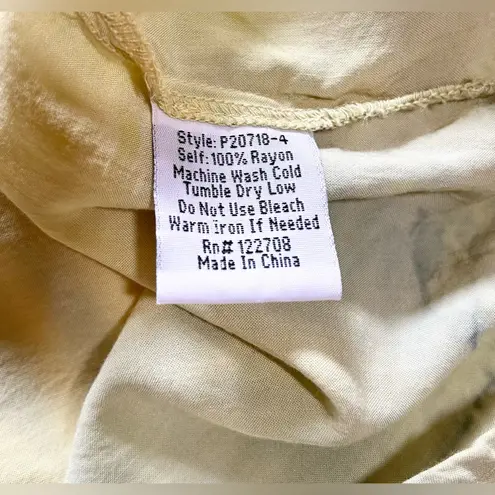 Style: P20718-4
Self: 100% Rayon
Machine Wash Cold
Tumble Dry Low
Do Not Use Bleach
Warm iron If Needed
Rn# 122708
Made In China